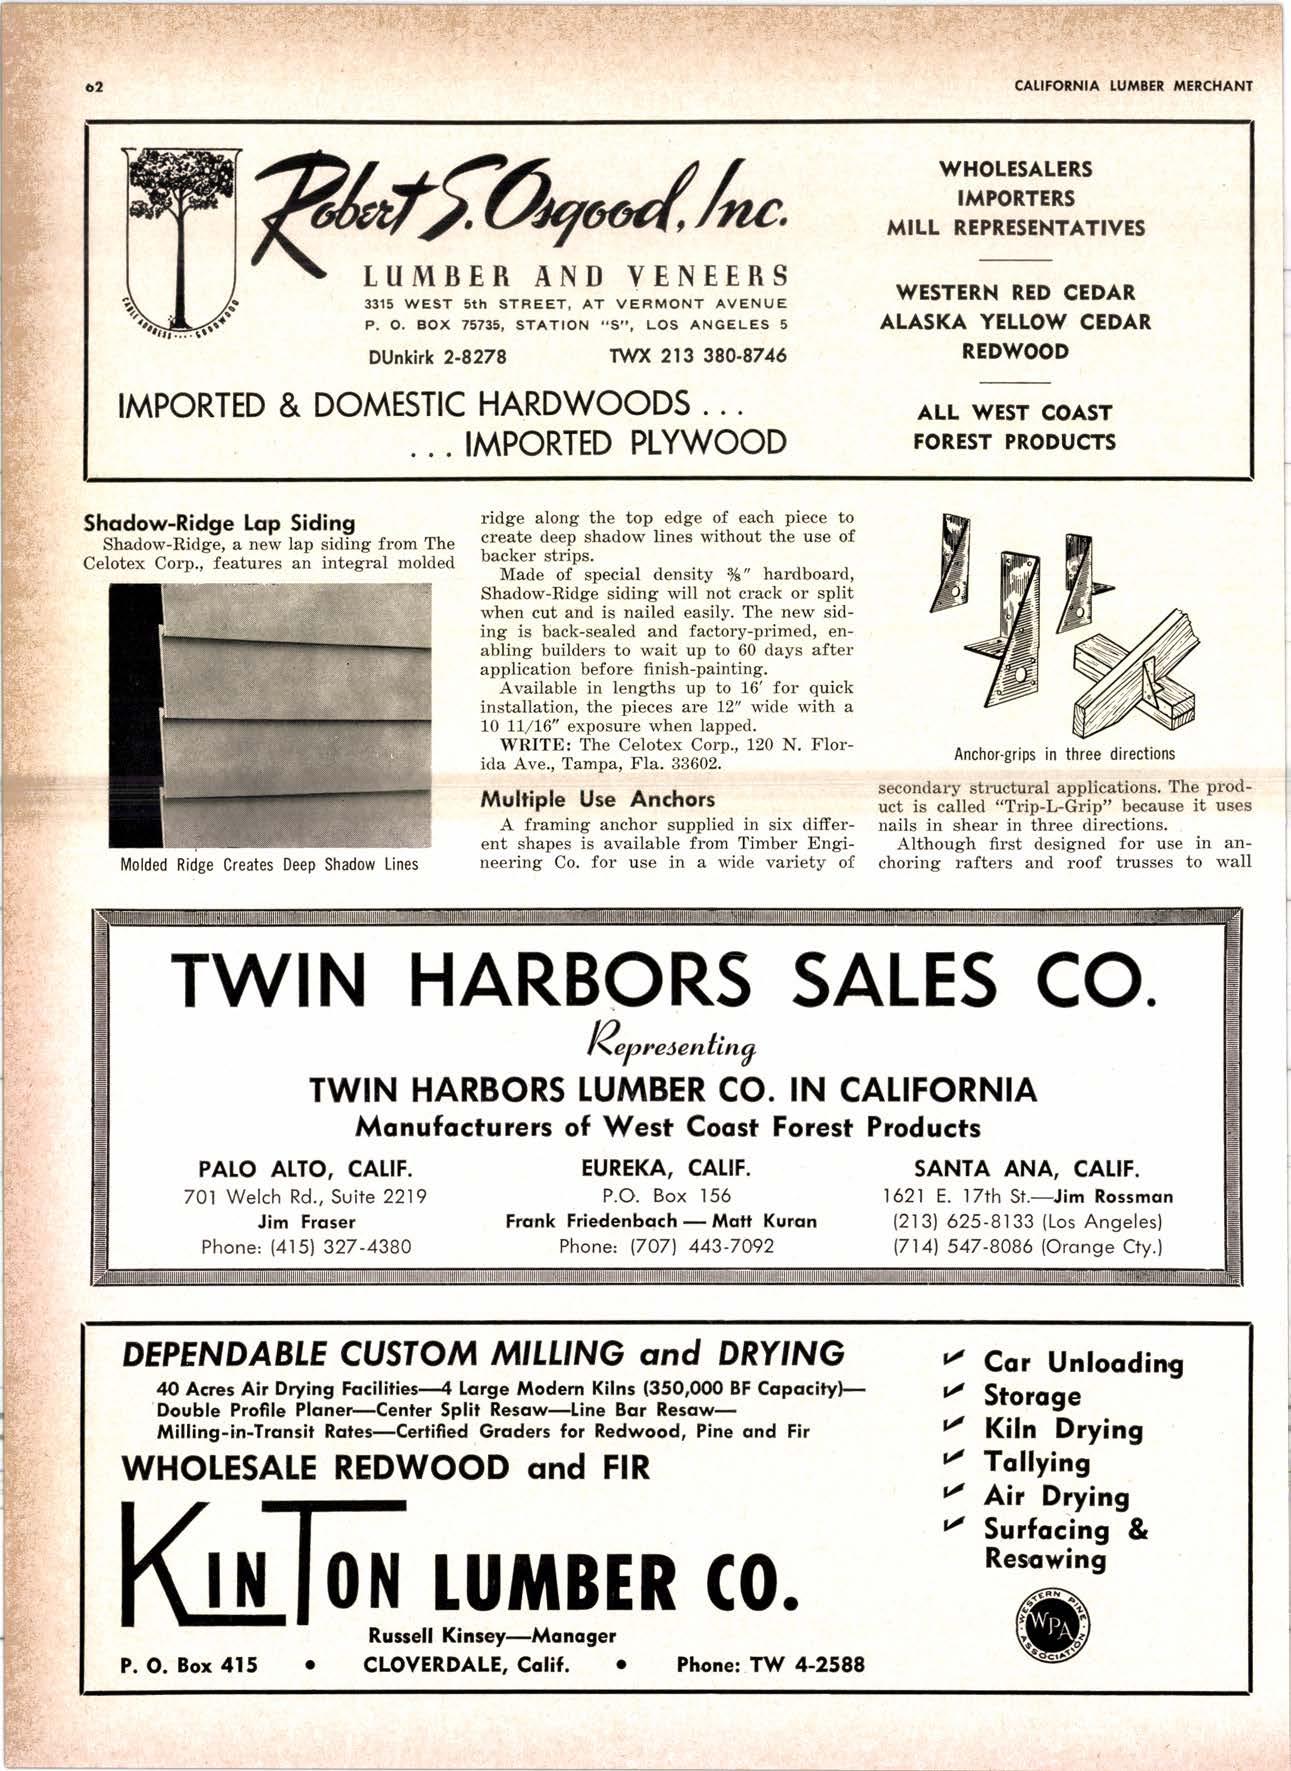 62
CALIFORNIA LUMBER MERCHANT
Robert S. Osgood, Inc.
LUMBER AND VENEERS
3315 WEST 5th STREET, AT VERMONT AVENUE
P. O. BOX 75735, STATION "S", LOS ANGELES 5
DUnkirk 2-8278 TWX 213 380-8746
CABLE ADDRESS .... GOODWOOD
IMPORTED & DOMESTIC HARDWOODS . . .
. . . IMPORTED PLYWOOD
WHOLESALERS
IMPORTERS
MILL REPRESENTATIVES
WESTERN RED CEDAR
ALASKA YELLOW CEDAR
REDWOOD
ALL WEST COAST
FOREST PRODUCTS
Shadow-Ridge Lap Siding
Shadow-Ridge, a new lap siding from The
Celotex Corp., features an integral molded
Molded Ridge Creates Deep Shadow Lines
ridge along the top edge of each piece to
create deep shadow lines without the use of
backer strips.
Made of special density ⅜" hardboard,
Shadow-Ridge siding will not crack or split
when cut and is nailed easily. The new sid-
ing is back-sealed and factory-primed, en-
abling builders to wait up to 60 days after
application before finish-painting.
Available in lengths up to 16' for quick
installation, the pieces are 12" wide with a
10 11/16" exposure when lapped.
WRITE: The Celotex Corp., 120 N. Flor-
ida Ave., Tampa, Fla. 33602.
Multiple Use Anchors
A framing anchor supplied in six differ-
ent shapes is available from Timber Engi-
neering Co. for use in a wide variety of
Anchor-grips in three directions
secondary structural applications. The prod-
uct is called "Trip-L-Grip" because it uses
nails in shear in three directions.
Although first designed for use in an-
choring rafters and roof trusses to wall
TWIN HARBORS SALES CO.
Representing
TWIN HARBORS LUMBER CO. IN CALIFORNIA
Manufacturers of West Coast Forest Products
PALO ALTO, CALIF.
701 Welch Rd., Suite 2219
Jim Fraser
Phone: (415) 327-4380
EUREKA, CALIF.
P.O. Box 156
Frank Friedenbach — Matt Kuran
Phone: (707) 443-7092
SANTA ANA, CALIF.
1621 E. 17th St.—Jim Rossman
(213) 625-8133 (Los Angeles)
(714) 547-8086 (Orange Cty.)
DEPENDABLE CUSTOM MILLING and DRYING
40 Acres Air Drying Facilities—4 Large Modern Kilns (350,000 BF Capacity)—
Double Profile Planer—Center Split Resaw—Line Bar Resaw—
Milling-in-Transit Rates—Certified Graders for Redwood, Pine and Fir
WHOLESALE REDWOOD and FIR
KINTON LUMBER CO.
Russell Kinsey—Manager
P. O. Box 415 • CLOVERDALE, Calif. • Phone: TW 4-2588
✓ Car Unloading
✓ Storage
✓ Kiln Drying
✓ Tallying
✓ Air Drying
✓ Surfacing &
Resawing
WESTERN PINE
WPA
ASSOCIATION